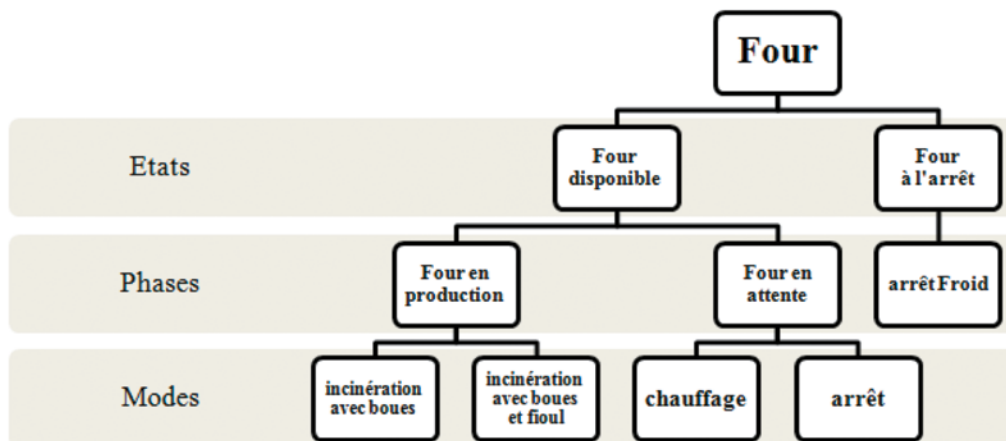 Four
Etats
Four
disponible
Four
à l'arrêt
Phases
Four en
production
Four en
attente
arrêt Froid
Modes
incinération
avec boues
incinération
avec boues
et fioul
chauffage
arrêt